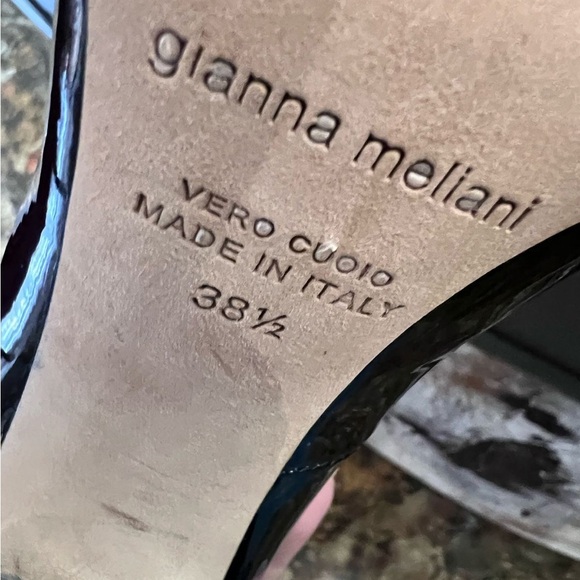 gianna meliani
VERO CUOIO
MADE IN ITALY
38½